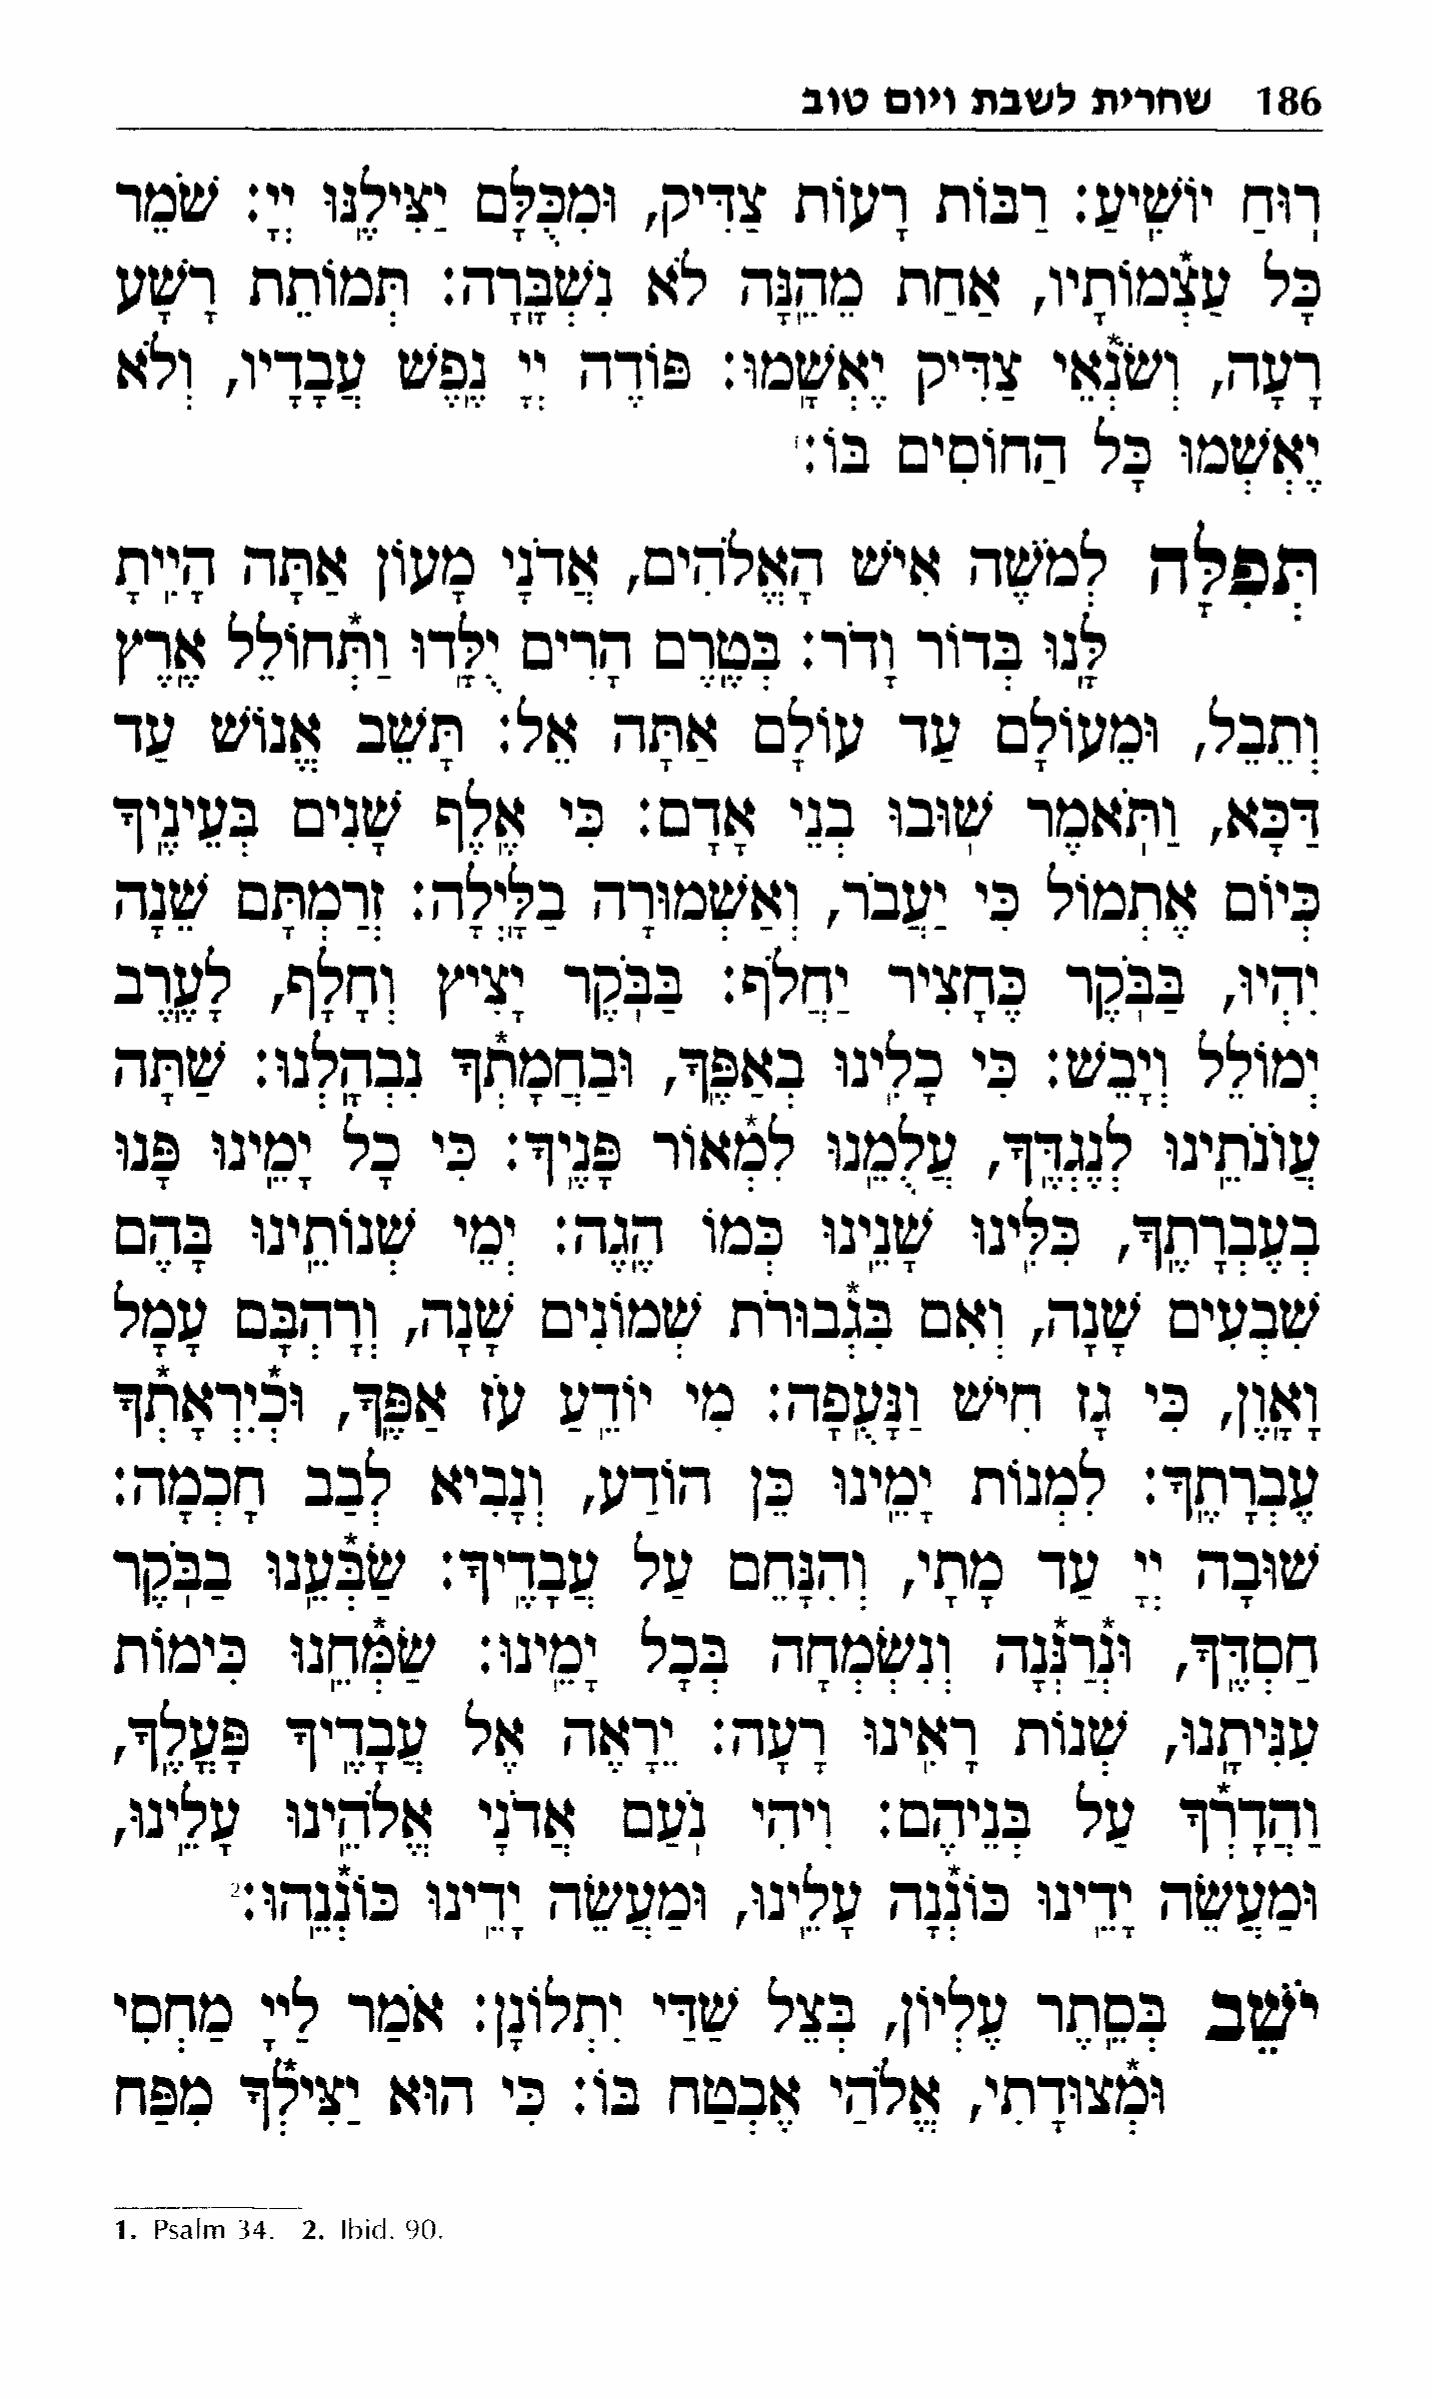 186 שחרית לשבת ויום טוב
רֽוּחַ יוֹשִֽׁיעַ: רַבּוֹת רָעוֹת צַדִּיק, וּמִכֻּלָּם יַצִּילֶֽנּוּ יְיָ: שֹׁמֵר
כָּל עַצְמוֹתָיו, אַחַת מֵהֵֽנָּה לֹא נִשְׁבָּֽרָה: תְּמוֹתֵת רָשָׁע
רָעָה, וְשֹׂנְאֵי צַדִּיק יֶאְשָֽׁמוּ: פּוֹדֶה יְיָ נֶֽפֶשׁ עֲבָדָיו, וְלֹא
יֶאְשְׁמוּ כָּל הַחוֹסִים בּוֹ:¹
תְּפִלָּה לְמֹשֶׁה אִישׁ הָאֱלֹהִים, אֲדֹנָי מָעוֹן אַתָּה הָיִֽיתָ
לָּֽנוּ בְּדוֹר וָדֹר: בְּטֶֽרֶם הָרִים יֻלָּֽדוּ וַתְּחוֹלֵל אֶֽרֶץ
וְתֵבֵל, וּמֵעוֹלָם עַד עוֹלָם אַתָּה אֵל: תָּשֵׁב אֱנוֹשׁ עַד
דַּכָּא, וַתֹּֽאמֶר שֽׁוּבוּ בְּנֵי אָדָם: כִּי אֶֽלֶף שָׁנִים בְּעֵינֶֽיךָ
כְּיוֹם אֶתְמוֹל כִּי יַעֲבֹר, וְאַשְׁמוּרָה בַלָּֽיְלָה: זְרַמְתָּם שֵׁנָה
יִהְיוּ, בַּבֹּֽקֶר כֶּחָצִיר יַחֲלֹף: בַּבֹּֽקֶר יָצִיץ וְחָלָף, לָעֶֽרֶב
יְמוֹלֵל וְיָבֵשׁ: כִּי כָלִֽינוּ בְאַפֶּֽךָ, וּבַחֲמָתְךָ נִבְהָֽלְנוּ: שַׁתָּה
עֲוֹנֹתֵֽינוּ לְנֶגְדֶּֽךָ, עֲלֻמֵֽנוּ לִמְאוֹר פָּנֶֽיךָ: כִּי כָל יָמֵֽינוּ פָּנוּ
בְעֶבְרָתֶֽךָ, כִּלִּֽינוּ שָׁנֵֽינוּ כְּמוֹ הֶֽגֶה: יְמֵי שְׁנוֹתֵֽינוּ בָּהֶם
שִׁבְעִים שָׁנָה, וְאִם בִּגְבוּרֹת שְׁמוֹנִים שָׁנָה, וְרָהְבָּם עָמָל
וָאָֽוֶן, כִּי גָז חִישׁ וַנָּעֻֽפָה: מִי יוֹדֵֽעַ עֹז אַפֶּֽךָ, וּכְיִרְאָתְךָ
עֶבְרָתֶֽךָ: לִמְנוֹת יָמֵֽינוּ כֵּן הוֹדַע, וְנָבִיא לְבַב חָכְמָה:
שׁוּבָה יְיָ עַד מָתָי, וְהִנָּחֵם עַל עֲבָדֶֽיךָ: שַׂבְּעֵֽנוּ בַבֹּֽקֶר
חַסְדֶּֽךָ, וּנְרַנְּנָה וְנִשְׂמְחָה בְּכָל יָמֵֽינוּ: שַׂמְּחֵֽנוּ כִּימוֹת
עִנִּיתָֽנוּ, שְׁנוֹת רָאִֽינוּ רָעָה: יֵרָאֶה אֶל עֲבָדֶֽיךָ פָּעֳלֶֽךָ,
וַהֲדָרְךָ עַל בְּנֵיהֶם: וִיהִי נֹֽעַם אֲדֹנָי אֱלֹהֵֽינוּ עָלֵֽינוּ,
וּמַעֲשֵׂה יָדֵֽינוּ כּוֹנְנָה עָלֵֽינוּ, וּמַעֲשֵׂה יָדֵֽינוּ כּוֹנְנֵֽהוּ:²
ישֵׁב בְּסֵֽתֶר עֶלְיוֹן, בְּצֵל שַׁדַּי יִתְלוֹנָן: אֹמַר לַייָ מַחְסִי
וּמְצוּדָתִי, אֱלֹהַי אֶבְטַח בּוֹ: כִּי הוּא יַצִּילְךָ מִפַּח
1. Psalm 34. 2. Ibid. 90.